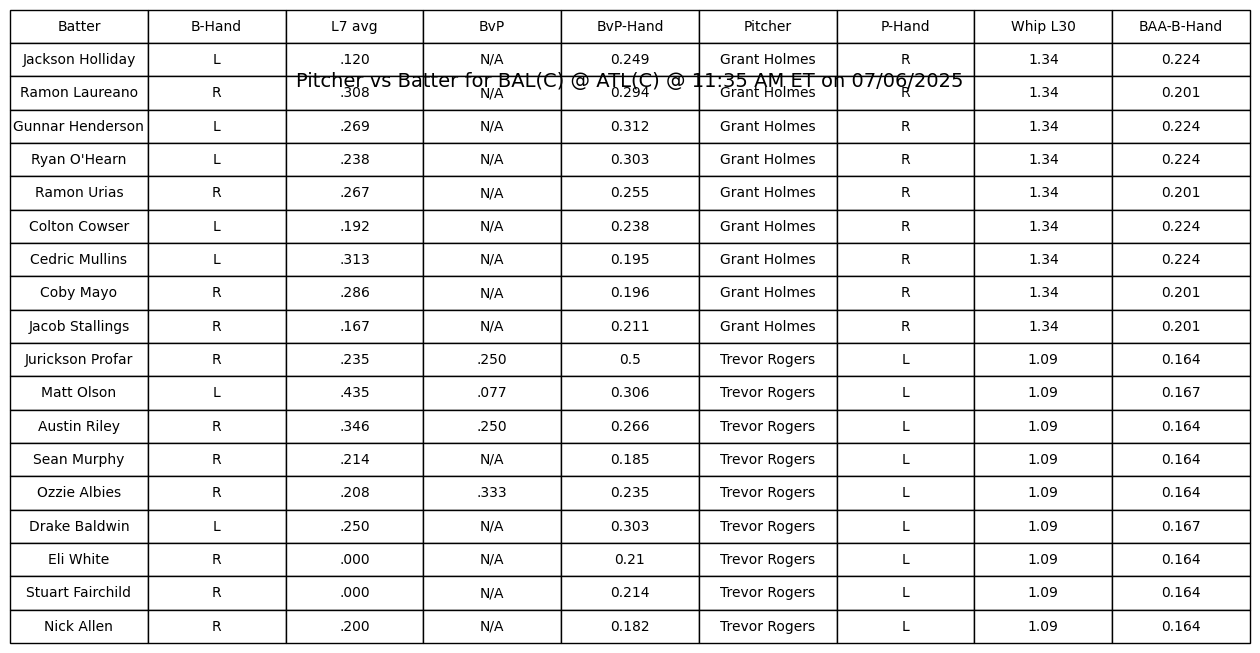 Batter B-Hand L7 avg BvP BvP-Hand Pitcher P-Hand Whip L30 BAA-B-Hand
Jackson Holliday L .120 N/A 0.249 Grant Holmes R 1.34 0.224
Pitcher vs Batter for BAL(C) @ ATL(C) @ 11:35 AM ET on 07/06/2025
Ramon Laureano R .308 N/A 0.294 Grant Holmes R 1.34 0.201
Gunnar Henderson L .269 N/A 0.312 Grant Holmes R 1.34 0.224
Ryan O'Hearn L .238 N/A 0.303 Grant Holmes R 1.34 0.224
Ramon Urias R .267 N/A 0.255 Grant Holmes R 1.34 0.201
Colton Cowser L .192 N/A 0.238 Grant Holmes R 1.34 0.224
Cedric Mullins L .313 N/A 0.195 Grant Holmes R 1.34 0.224
Coby Mayo R .286 N/A 0.196 Grant Holmes R 1.34 0.201
Jacob Stallings R .167 N/A 0.211 Grant Holmes R 1.34 0.201
Jurickson Profar R .235 .250 0.5 Trevor Rogers L 1.09 0.164
Matt Olson L .435 .077 0.306 Trevor Rogers L 1.09 0.167
Austin Riley R .346 .250 0.266 Trevor Rogers L 1.09 0.164
Sean Murphy R .214 N/A 0.185 Trevor Rogers L 1.09 0.164
Ozzie Albies R .208 .333 0.235 Trevor Rogers L 1.09 0.164
Drake Baldwin L .250 N/A 0.303 Trevor Rogers L 1.09 0.167
Eli White R .000 N/A 0.21 Trevor Rogers L 1.09 0.164
Stuart Fairchild R .000 N/A 0.214 Trevor Rogers L 1.09 0.164
Nick Allen R .200 N/A 0.182 Trevor Rogers L 1.09 0.164